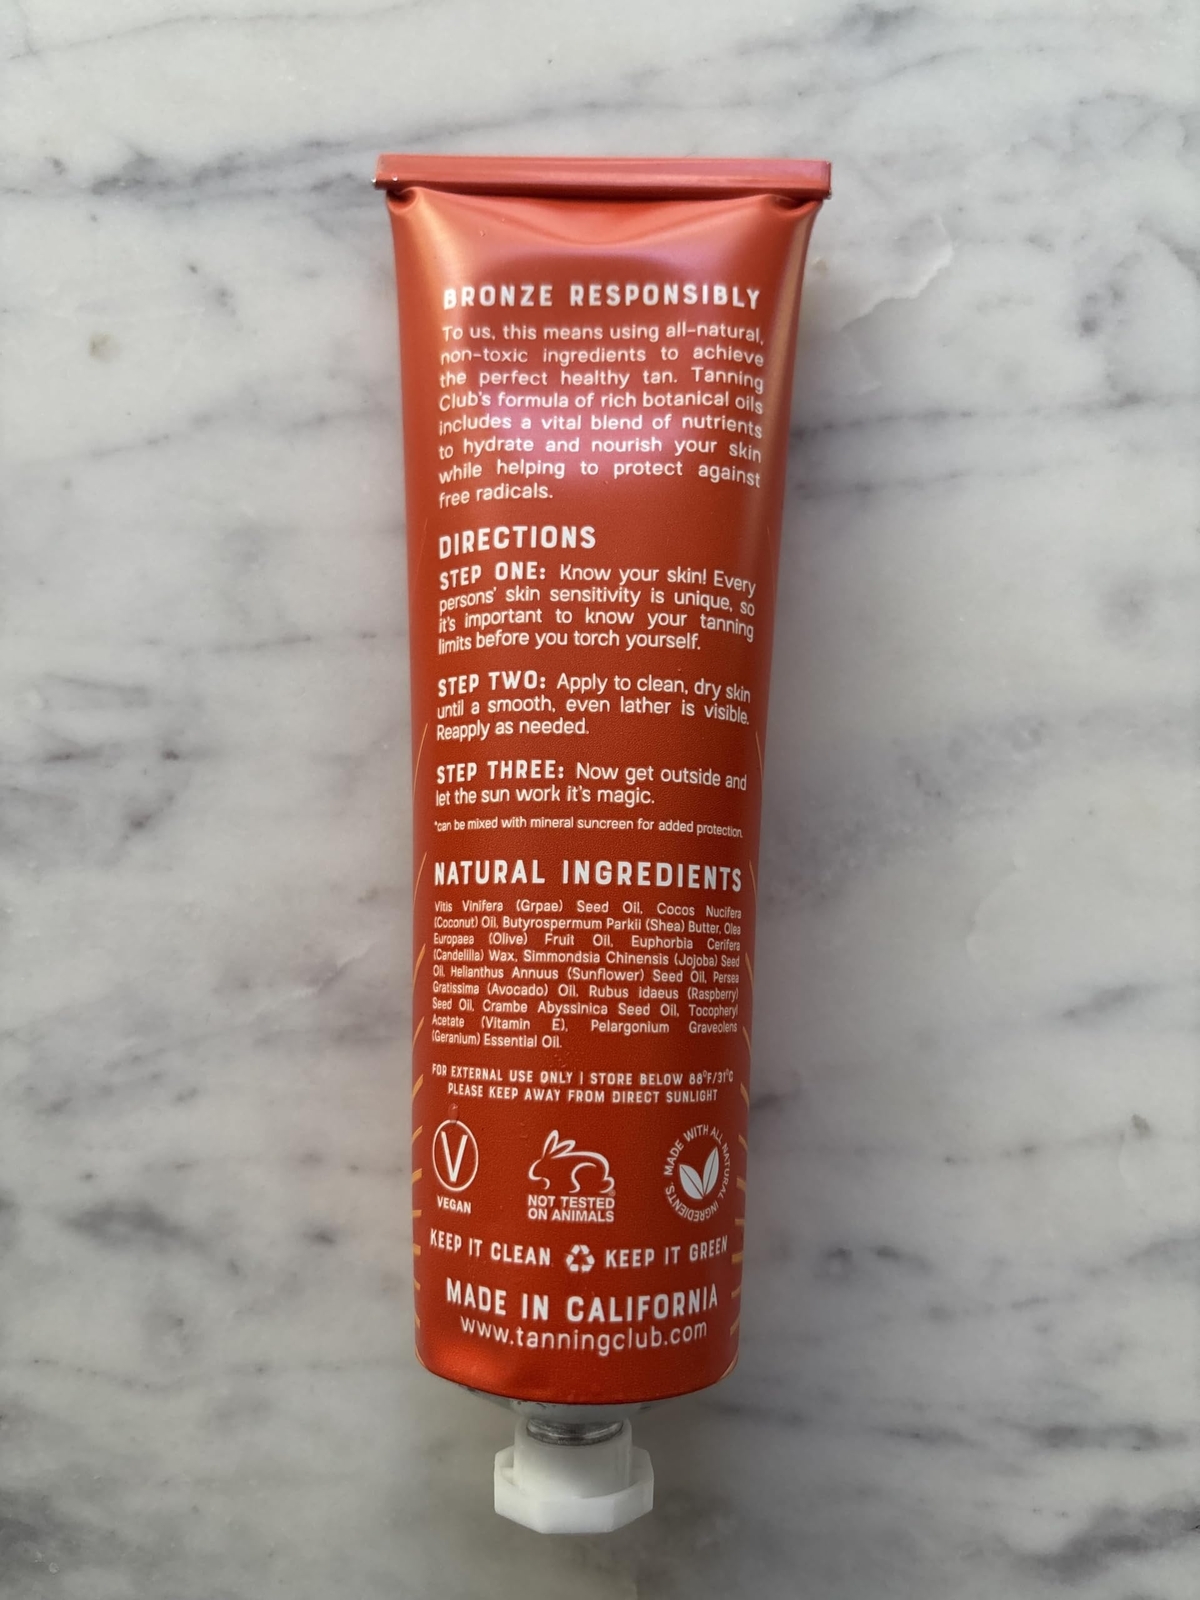 BRONZE RESPONSIBLY
To us, this means using all-natural,
non-toxic ingredients to achieve
the perfect healthy tan. Tanning
Club's formula of rich botanical oils
includes a vital blend of nutrients
to hydrate and nourish your skin
while helping to protect against
free radicals.
DIRECTIONS
STEP ONE: Know your skin! Every
persons' skin sensitivity is unique, so
it's important to know your tanning
limits before you torch yourself.
STEP TWO: Apply to clean, dry skin
until a smooth, even lather is visible.
Reapply as needed.
STEP THREE: Now get outside and
let the sun work it's magic.
*can be mixed with mineral suncreen for added protection.
NATURAL INGREDIENTS
Vitis Vinifera (Grpae) Seed Oil, Cocos Nucifera
(Coconut) Oil, Butyrospermum Parkii (Shea) Butter, Olea
Europaea (Olive) Fruit Oil, Euphorbia Cerifera
(Candelilla) Wax, Simmondsia Chinensis (Jojoba) Seed
Oil, Helianthus Annuus (Sunflower) Seed Oil, Persea
Gratissima (Avocado) Oil, Rubus Idaeus (Raspberry)
Seed Oil, Crambe Abyssinica Seed Oil, Tocopheryl
Acetate (Vitamin E), Pelargonium Graveolens
(Geranium) Essential Oil.
FOR EXTERNAL USE ONLY | STORE BELOW 88°F/31°C
PLEASE KEEP AWAY FROM DIRECT SUNLIGHT
V
VEGAN
NOT TESTED
ON ANIMALS
MADE WITH ALL NATURAL INGREDIENTS.
KEEP IT CLEAN KEEP IT GREEN
MADE IN CALIFORNIA
www.tanningclub.com